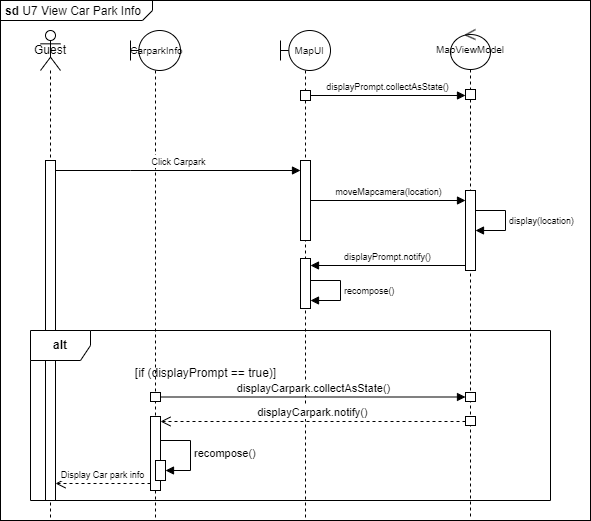 sd U7 View Car Park Info
Guest
CarparkInfo
MapUI
MapViewModel
displayPrompt.collectAsState()
Click Carpark
moveMapcamera(location)
display(location)
displayPrompt.notify()
recompose()
alt
[if (displayPrompt == true)]
displayCarpark.collectAsState()
displayCarpark.notify()
recompose()
Display Car park info